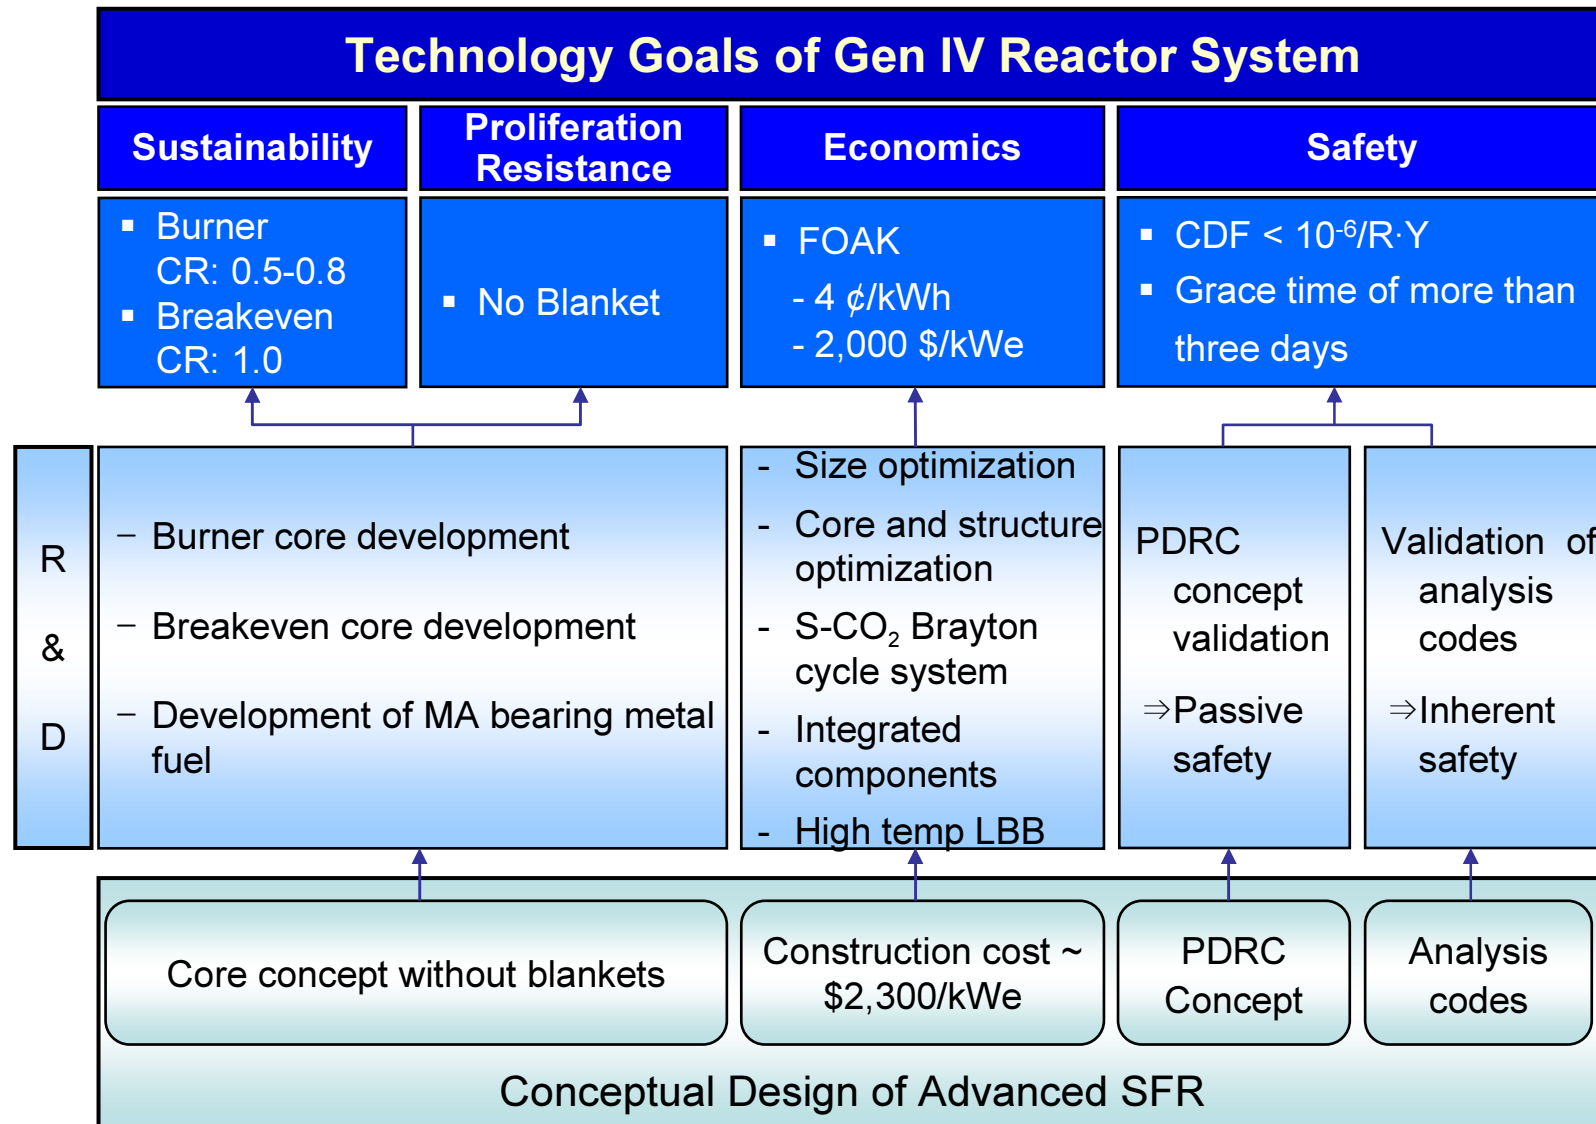 Technology Goals of Gen IV Reactor System
Sustainability
Proliferation
Resistance
Economics
Safety
▪ Burner
CR: 0.5-0.8
▪ Breakeven
CR: 1.0
▪ No Blanket
▪ FOAK
- 4 ¢/kWh
- 2,000 $/kWe
▪ CDF < 10⁻⁶/R·Y
▪ Grace time of more than
three days
R
&
D
– Burner core development
– Breakeven core development
– Development of MA bearing metal
fuel
- Size optimization
- Core and structure
optimization
- S-CO₂ Brayton
cycle system
- Integrated
components
- High temp LBB
PDRC
concept
validation
⇒Passive
safety
Validation of
analysis
codes
⇒Inherent
safety
Core concept without blankets
Construction cost ~
$2,300/kWe
PDRC
Concept
Analysis
codes
Conceptual Design of Advanced SFR